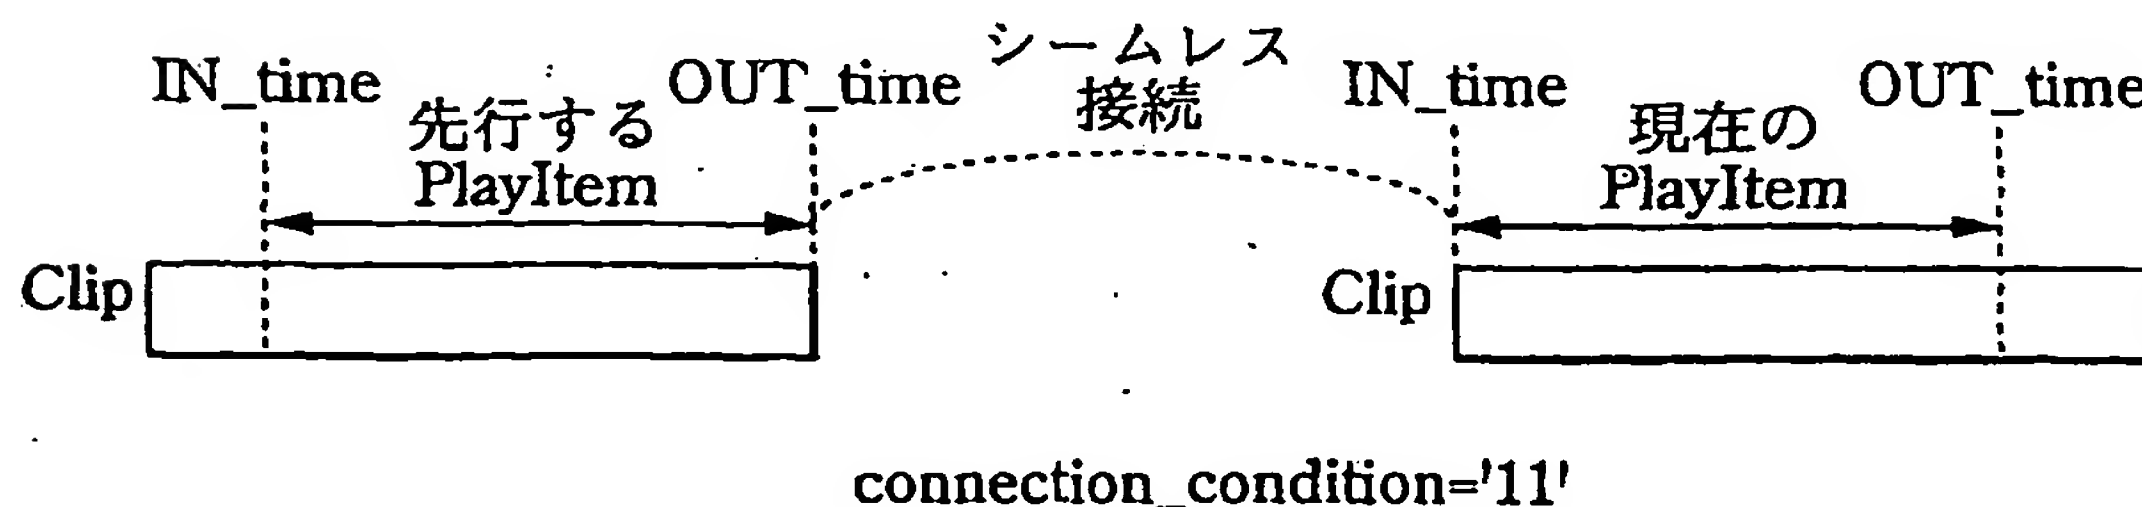 IN_time
先行する
PlayItem
OUT_time
シームレス
接続
IN_time
現在の
PlayItem
OUT_time
Clip
Clip
connection_condition='11'